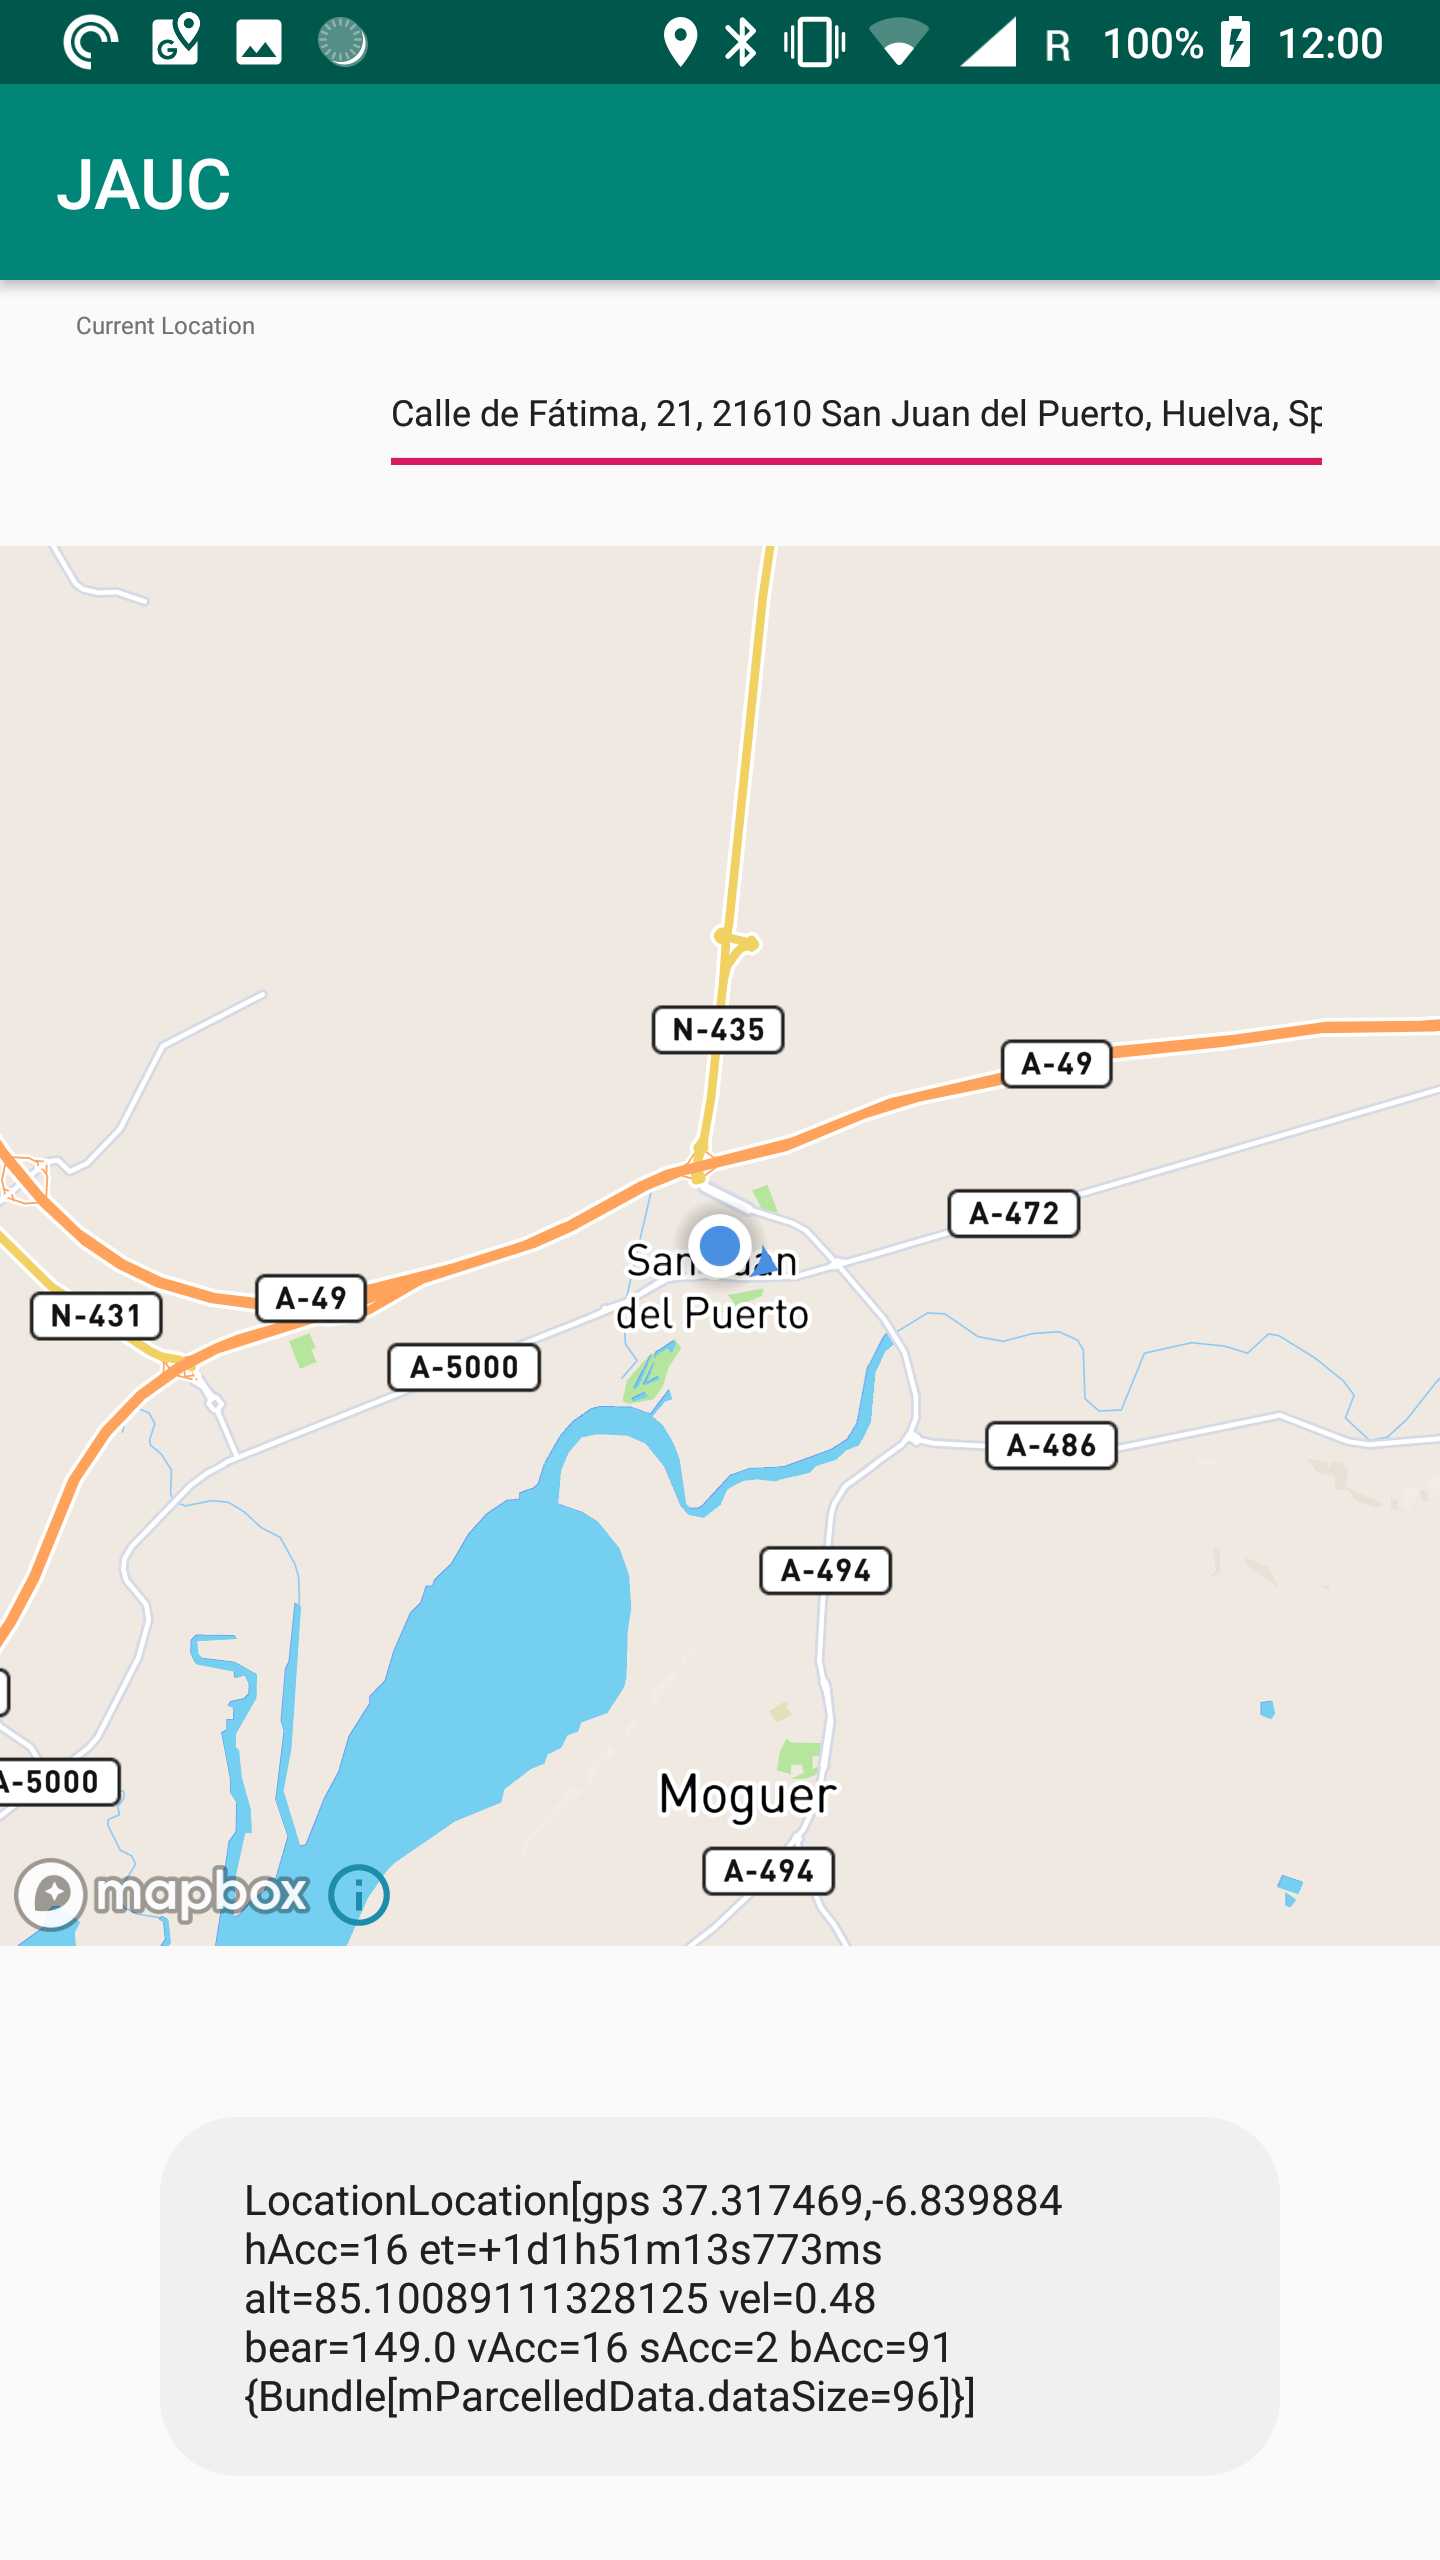 R 100% 12:00
JAUC
Current Location
Calle de Fátima, 21, 21610 San Juan del Puerto, Huelva, Sp
N-435
A-49
A-472
San Juan
del Puerto
A-49
N-431
A-5000
A-486
A-494
A-5000
Moguer
A-494
mapbox
LocationLocation[gps 37.317469,-6.839884
hAcc=16 et=+1d1h51m13s773ms
alt=85.10089111328125 vel=0.48
bear=149.0 vAcc=16 sAcc=2 bAcc=91
{Bundle[mParcelledData.dataSize=96]}]